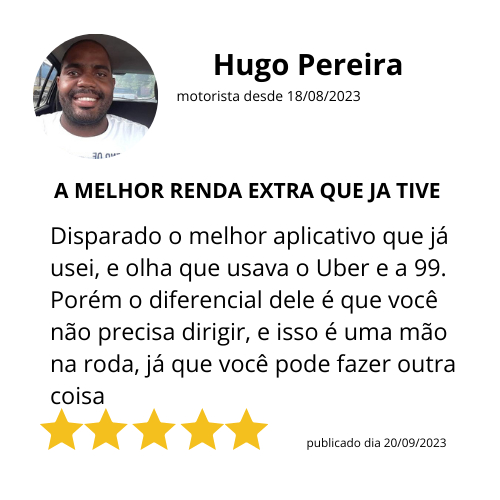 Hugo Pereira
motorista desde 18/08/2023
A MELHOR RENDA EXTRA QUE JA TIVE
Disparado o melhor aplicativo que já
usei, e olha que usava o Uber e a 99.
Porém o diferencial dele é que você
não precisa dirigir, e isso é uma mão
na roda, já que você pode fazer outra
coisa
publicado dia 20/09/2023